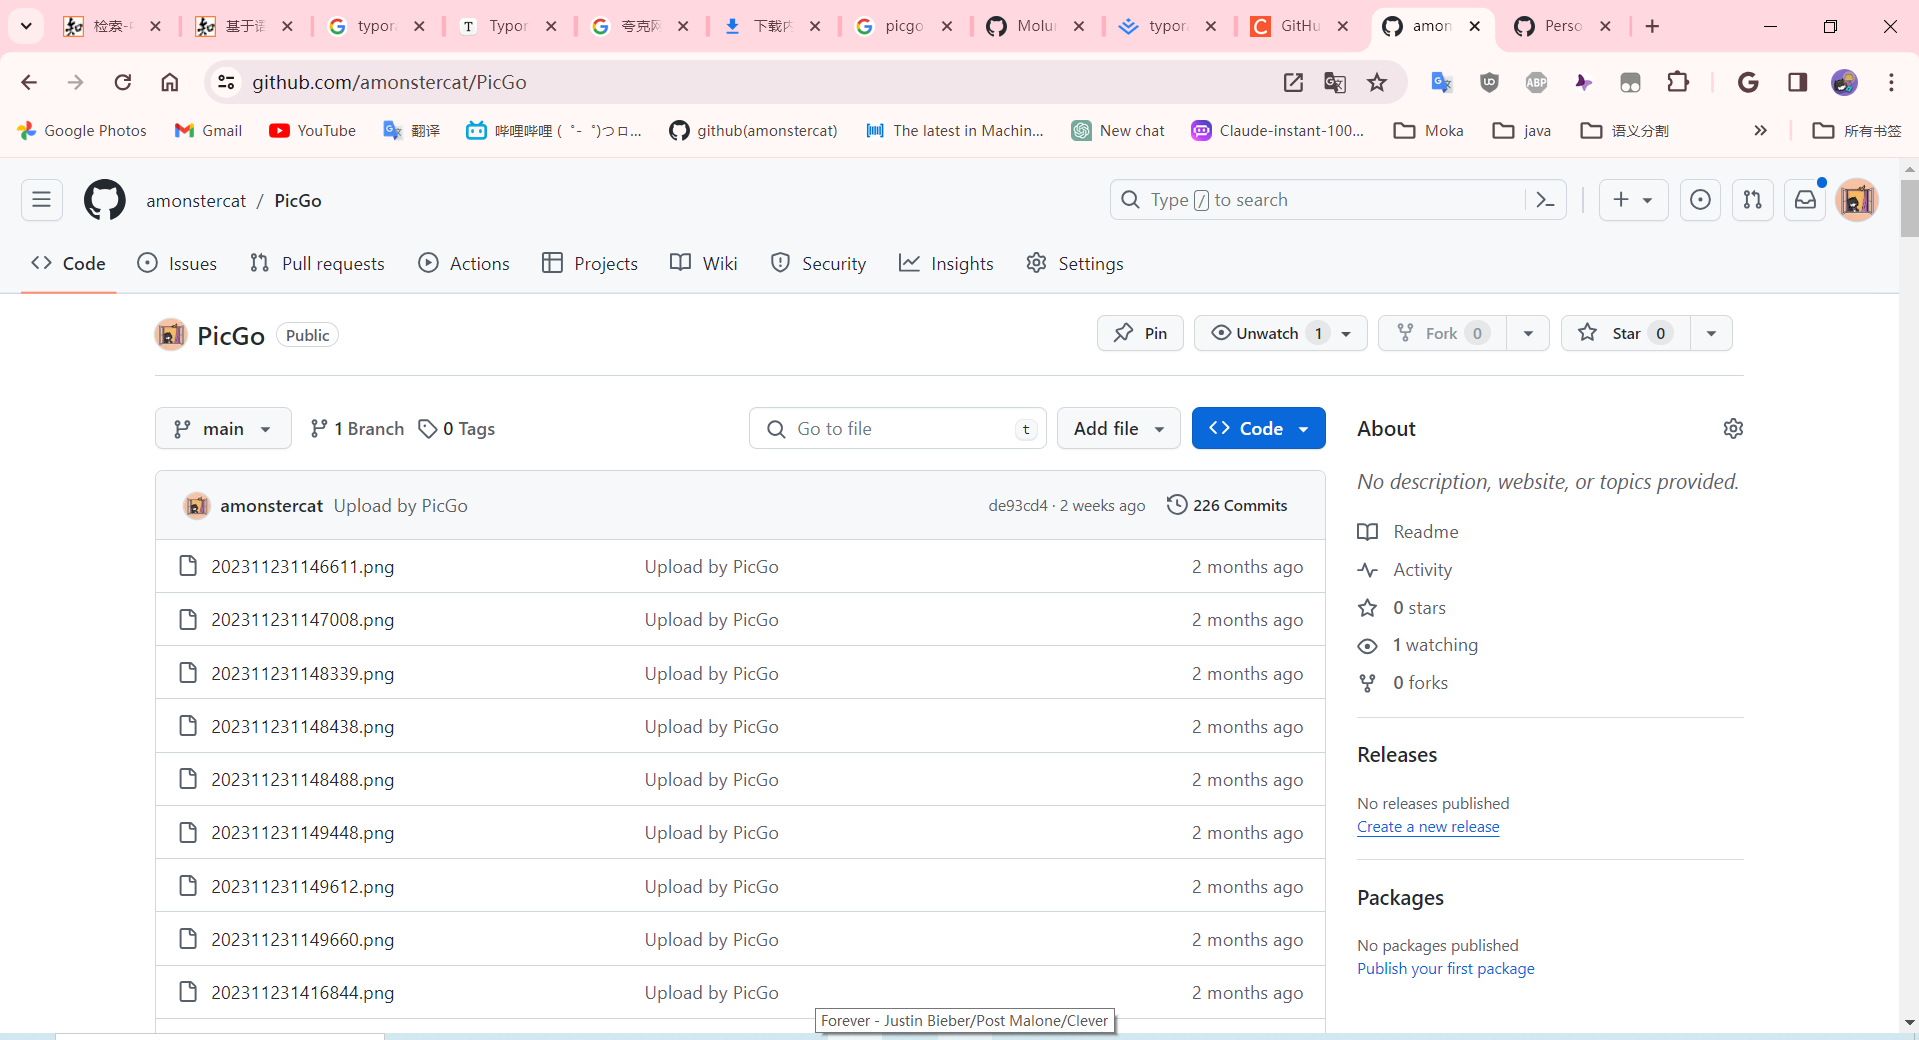 检索-
基于语
typora
Typor
夸克网
下载内
picgo
Molun
typora
GitHu
amon
Perso
github.com/amonstercat/PicGo
Google Photos
Gmail
YouTube
翻译
哔哩哔哩 ( ゜- ゜)つロ...
github(amonstercat)
The latest in Machin...
New chat
Claude-instant-100...
Moka
java
语义分割
»
所有书签
amonstercat / PicGo
Type / to search
Code
Issues
Pull requests
Actions
Projects
Wiki
Security
Insights
Settings
PicGo Public
Pin
Unwatch 1
Fork 0
Star 0
main
1 Branch
0 Tags
Go to file t
Add file
Code
About
No description, website, or topics provided.
amonstercat Upload by PicGo de93cd4 · 2 weeks ago 226 Commits
202311231146611.png Upload by PicGo 2 months ago
202311231147008.png Upload by PicGo 2 months ago
202311231148339.png Upload by PicGo 2 months ago
202311231148438.png Upload by PicGo 2 months ago
202311231148488.png Upload by PicGo 2 months ago
202311231149448.png Upload by PicGo 2 months ago
202311231149612.png Upload by PicGo 2 months ago
202311231149660.png Upload by PicGo 2 months ago
202311231416844.png Upload by PicGo 2 months ago
Readme
Activity
0 stars
1 watching
0 forks
Releases
No releases published
Create a new release
Packages
No packages published
Publish your first package
Forever - Justin Bieber/Post Malone/Clever